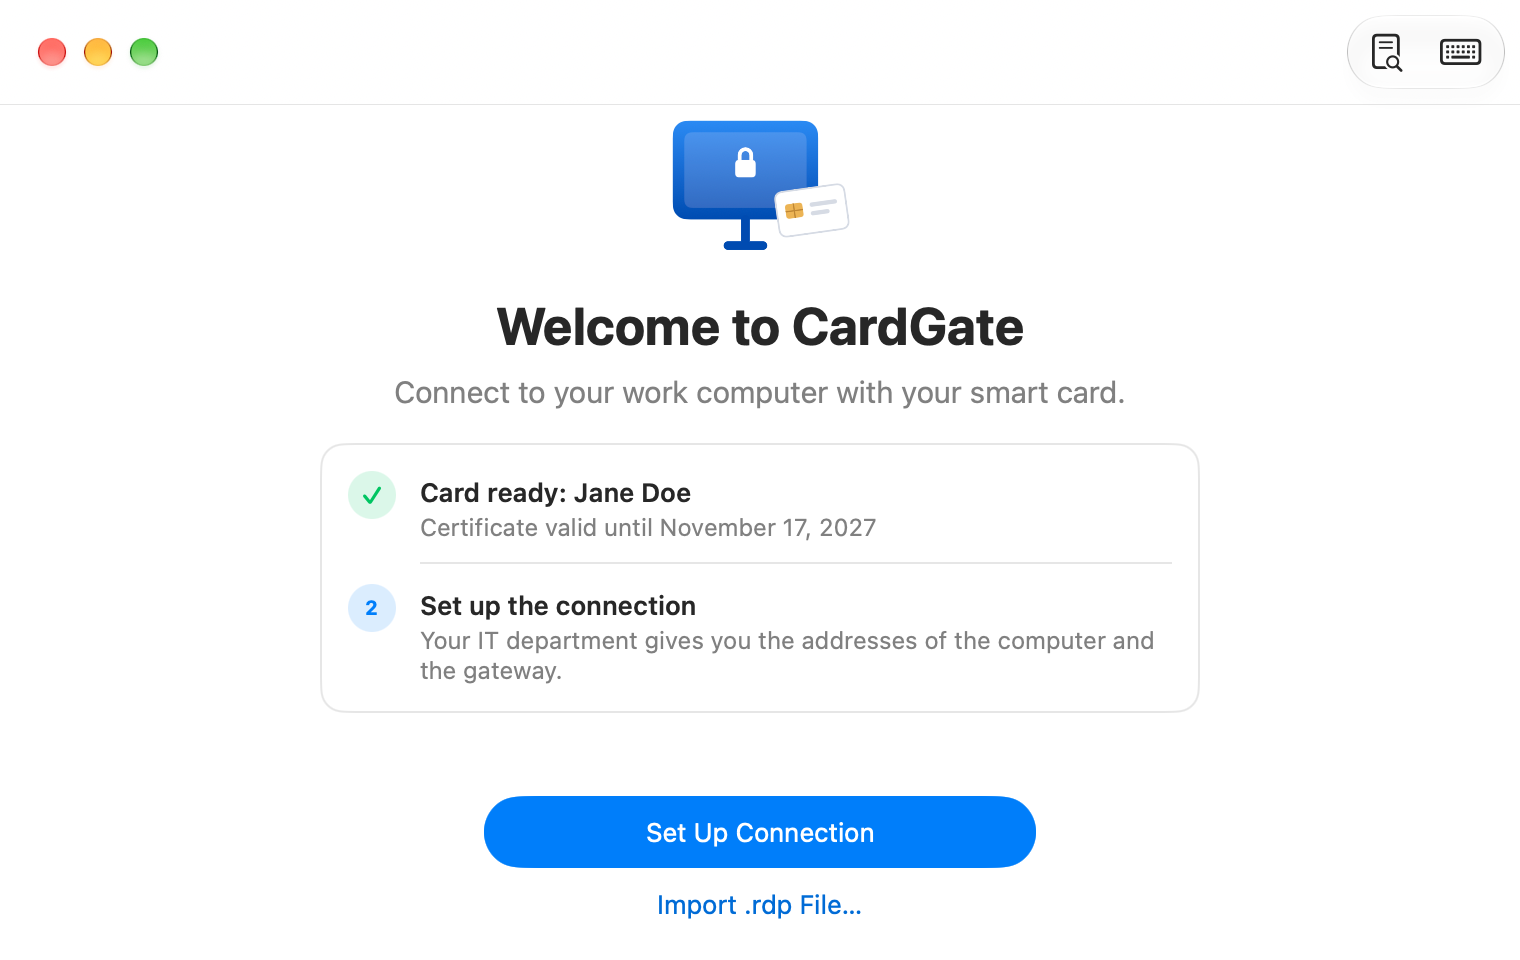 Welcome to CardGate
Connect to your work computer with your smart card.
Card ready: Jane Doe
Certificate valid until November 17, 2027
2
Set up the connection
Your IT department gives you the addresses of the computer and
the gateway.
Set Up Connection
Import .rdp File...